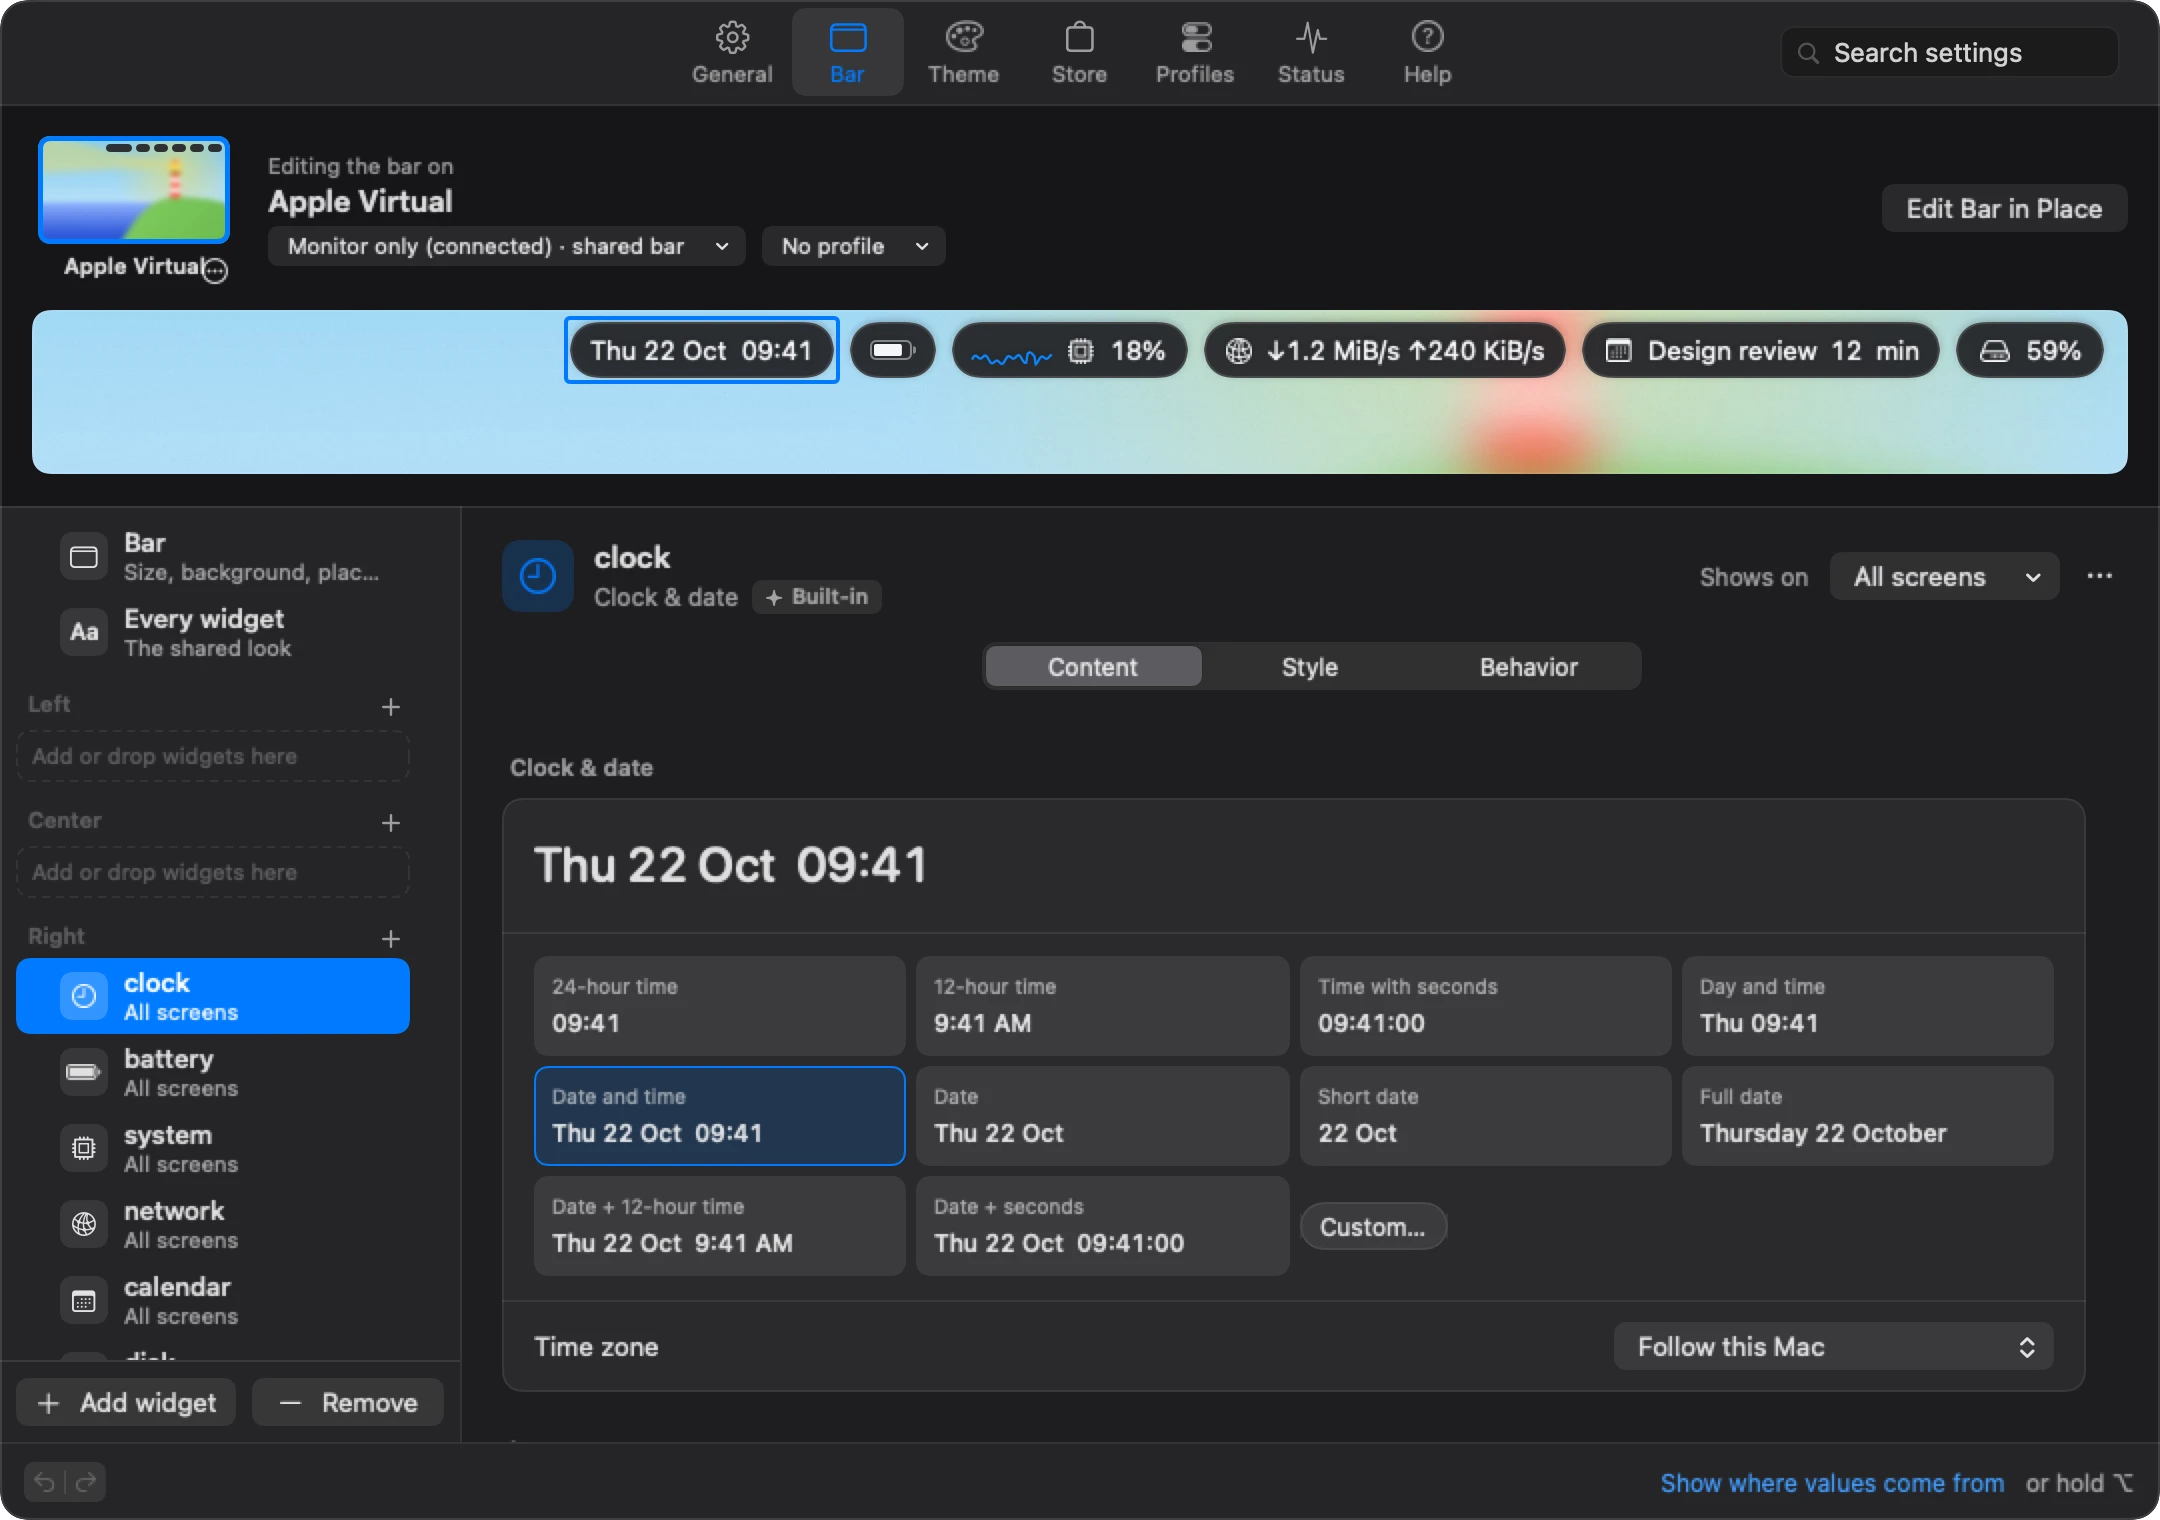 General
Bar
Theme
Store
Profiles
Status
Help
Search settings
Editing the bar on
Apple Virtual
Monitor only (connected) · shared bar
No profile
Edit Bar in Place
Apple Virtual
Thu 22 Oct 09:41
18%
↓1.2 MiB/s ↑240 KiB/s
Design review 12 min
59%
Bar
Size, background, plac...
Aa
Every widget
The shared look
Left
Add or drop widgets here
Center
Add or drop widgets here
Right
clock
All screens
battery
All screens
system
All screens
network
All screens
calendar
All screens
Add widget
Remove
clock
Clock & date
Built-in
Shows on
All screens
Content
Style
Behavior
Clock & date
Thu 22 Oct 09:41
24-hour time
09:41
12-hour time
9:41 AM
Time with seconds
09:41:00
Day and time
Thu 09:41
Date and time
Thu 22 Oct 09:41
Date
Thu 22 Oct
Short date
22 Oct
Full date
Thursday 22 October
Date + 12-hour time
Thu 22 Oct 9:41 AM
Date + seconds
Thu 22 Oct 09:41:00
Custom...
Time zone
Follow this Mac
Show where values come from or hold ⌥